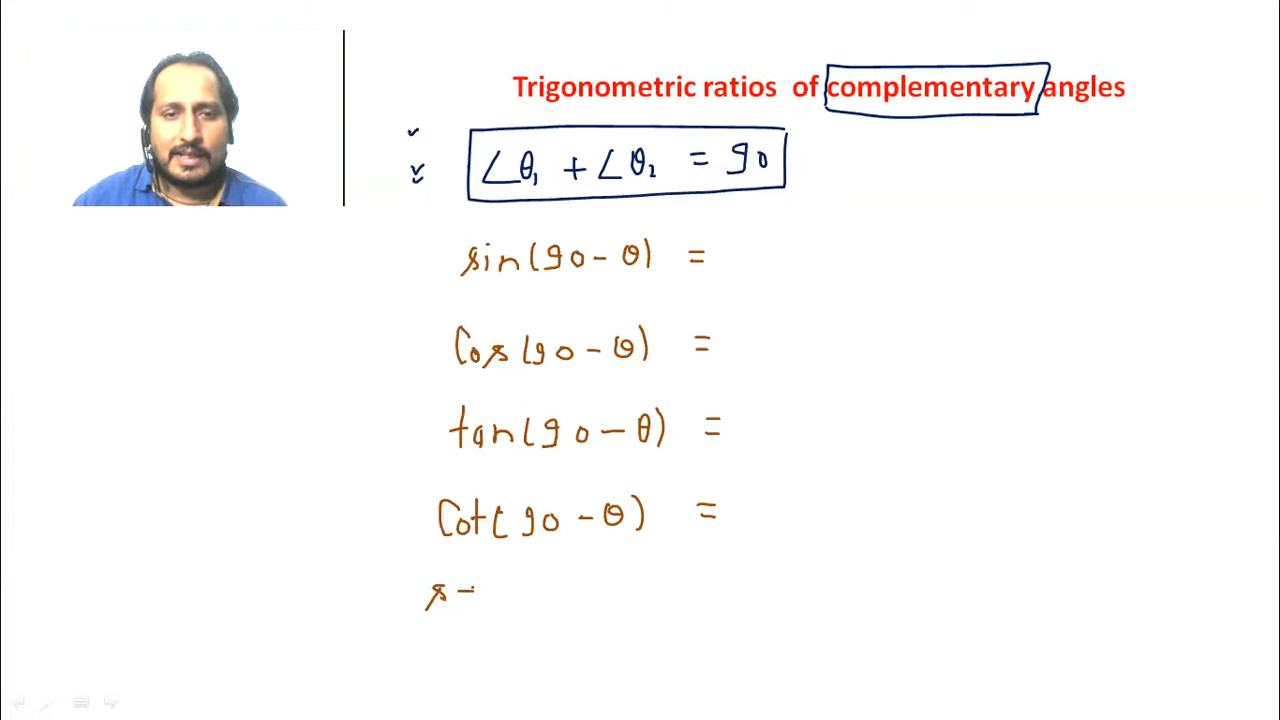 Trigonometric ratios of complementary angles
∠θ₁ + ∠θ₂ = 90
sin(90 - θ) =
Cos(90 - θ) =
tan(90 - θ) =
Cot(90 - θ) =
s